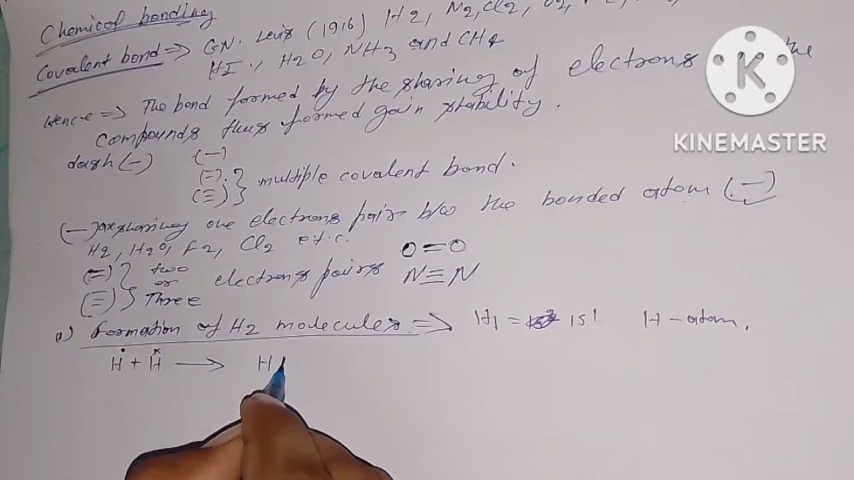 Chemical bonding
Covalent bond => G.N. Lewis (1916) H2, N2, Cl2,
HI, H2O, NH3 and CH4
Hence => The bond formed by the sharing of electrons the
compounds thus formed gain stability.
dash (-) (-)
(=)
(≡) } multiple covalent bond.
(-) sharing one electrons pair b/w the bonded atom (-)
H2, H2O, F2, Cl2 e.t.c.
(=) } two or electrons pairs O=O
(≡) } Three N≡N
Formation of H2 molecules => H1 = 1s1 H-atom.
H + H → H
K
KINEMASTER